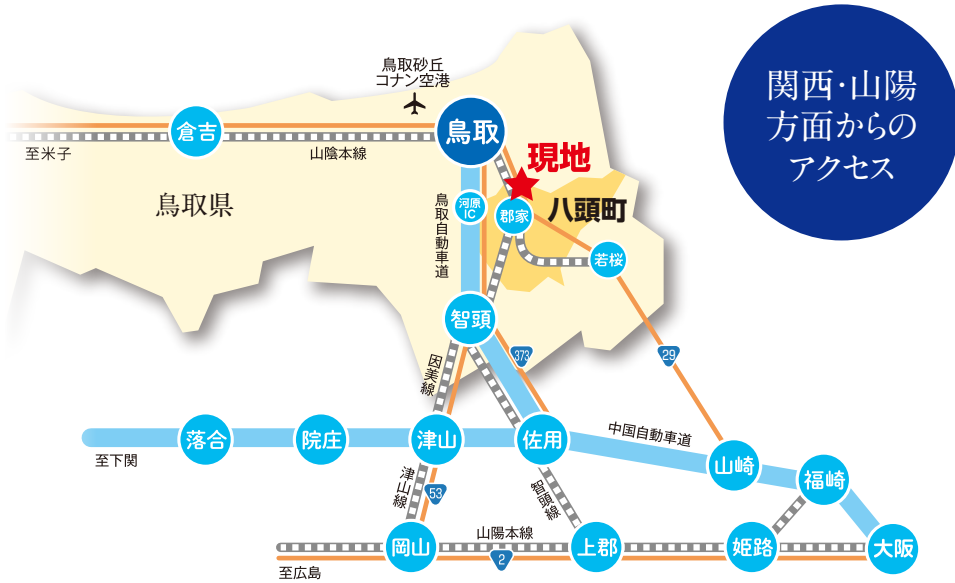 関西・山陽
方面からの
アクセス
鳥取砂丘
コナン空港
鳥取
倉吉
至米子
山陰本線
現地
鳥取県
鳥取自動車道
河原
IC
郡家
八頭町
若桜
智頭
因美線
373
29
落合
院庄
津山
佐用
中国自動車道
至下関
山崎
福崎
津山線
53
智頭線
岡山
山陽本線
2
上郡
姫路
大阪
至広島